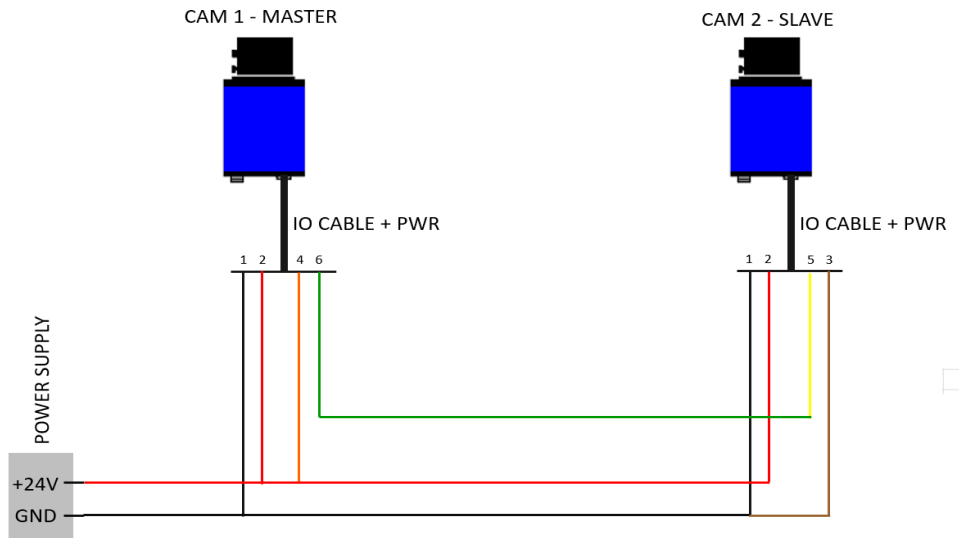 CAM 1 - MASTER
CAM 2 - SLAVE
IO CABLE + PWR
IO CABLE + PWR
1 2 4 6
1 2 5 3
POWER SUPPLY
+24V
GND